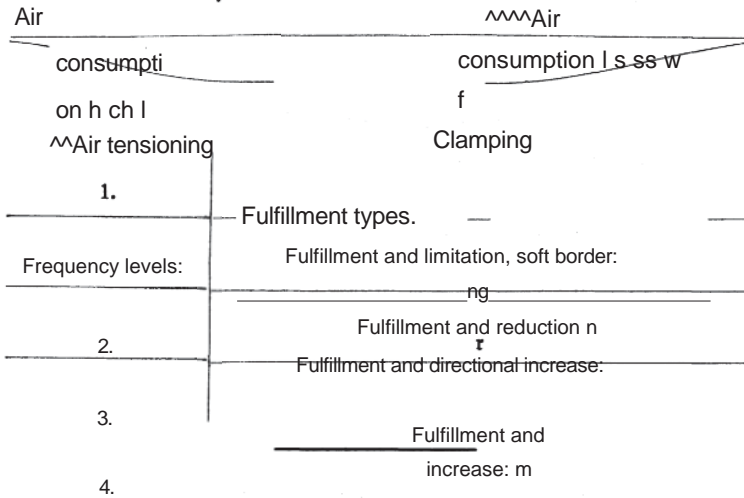 Air
^^^^Air
consumpti
on h ch l
consumption l s ss w
f
^^Air tensioning
Clamping
1.
Fulfillment types.
Frequency levels:
Fulfillment and limitation, soft border:
ng
2.
Fulfillment and reduction n
r
Fulfillment and directional increase:
3.
Fulfillment and
increase: m
4.